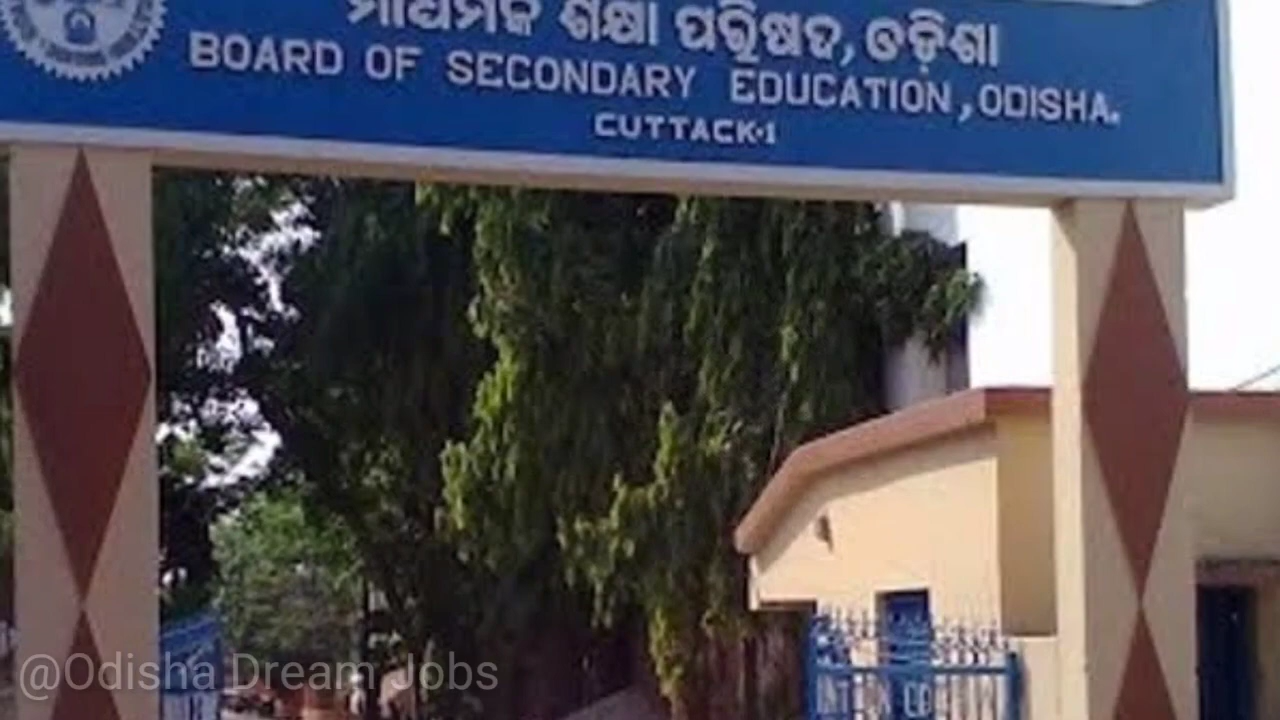 ମାଧ୍ୟମିକ ଶିକ୍ଷା ପରିଷଦ, ଓଡ଼ିଶା
BOARD OF SECONDARY EDUCATION, ODISHA.
CUTTACK-1
@Odisha Dream Jobs